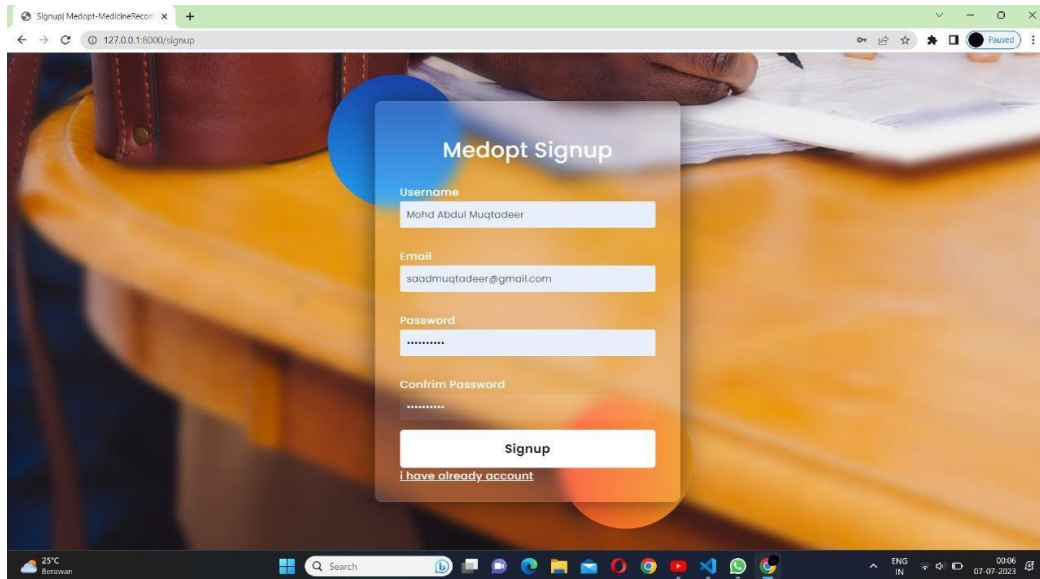 Signup| Medopt-MedicineRecom
127.0.0.1:8000/signup
Paused
Medopt Signup
Username
Mohd Abdul Muqtadeer
Email
saadmuqtadeer@gmail.com
Password
••••••••••
Confrim Password
••••••••••
Signup
i have already account
25°C
Berawan
Search
ENG
IN
00:06
07-07-2023